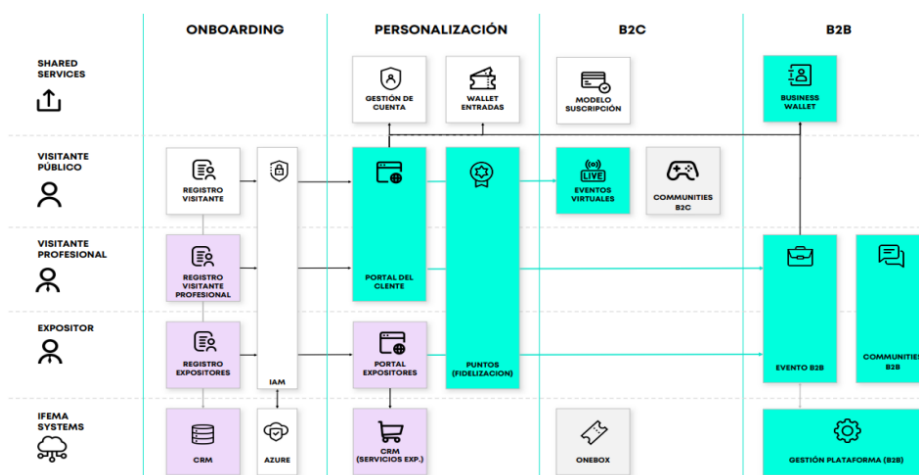 ONBOARDING
PERSONALIZACIÓN
B2C
B2B
SHARED
SERVICES
GESTIÓN DE
CUENTA
WALLET
ENTRADAS
MODELO
SUSCRIPCIÓN
BUSINESS
WALLET
VISITANTE
PÚBLICO
REGISTRO
VISITANTE
LIVE
EVENTOS
VIRTUALES
COMMUNITIES
B2C
VISITANTE
PROFESIONAL
REGISTRO
VISITANTE
PROFESIONAL
PORTAL DEL
CLENTE
EXPOSITOR
REGISTRO
EXPOSITORES
IAM
PORTAL
EXPOSITORES
PUNTOS
(FIDELIZACION)
EVENTO B2B
COMMUNITIES
B2B
IFEMA
SYSTEMS
CRM
AZURE
CRM
(SERVICIOS EXP.)
ONEBOX
GESTIÓN PLATAFORMA (B2B)